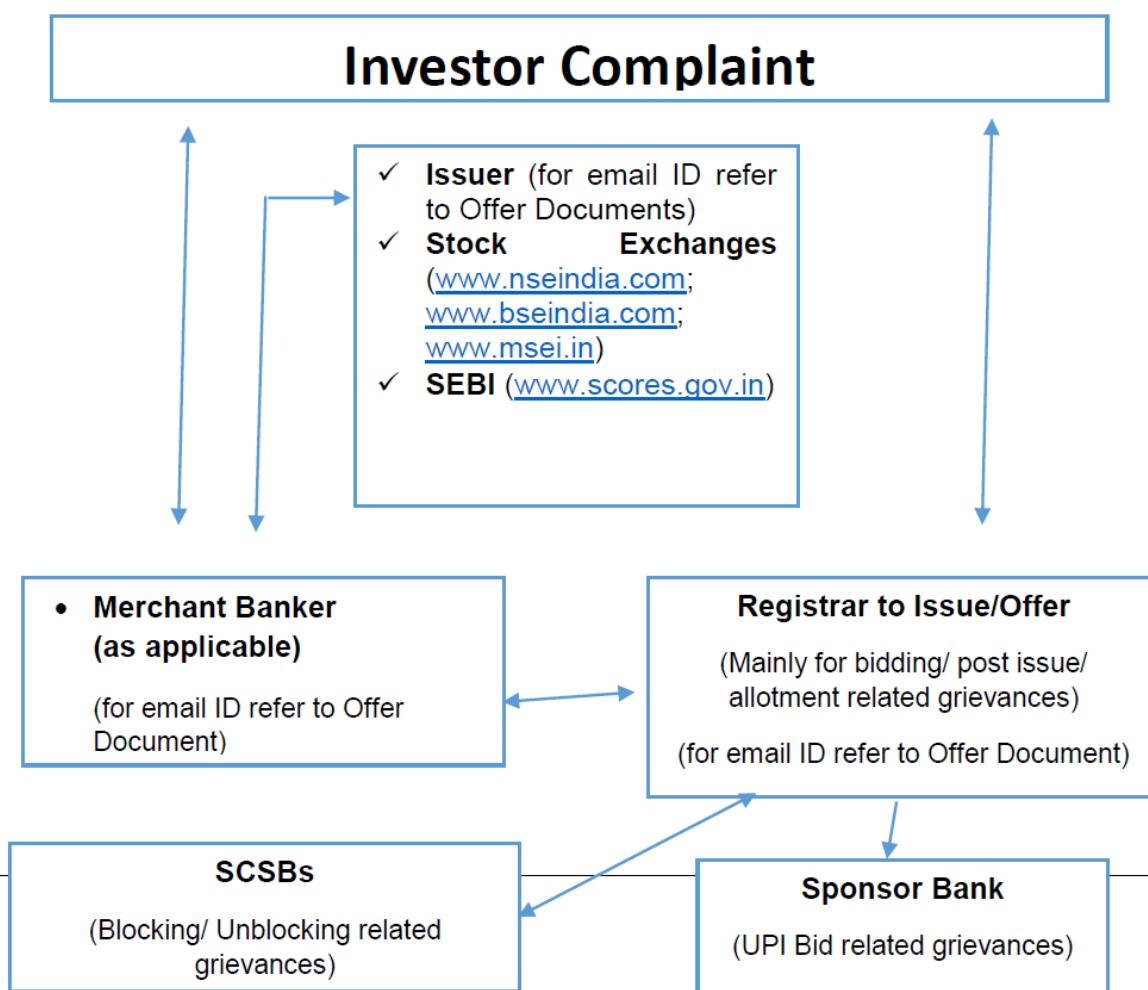 Investor Complaint
✓ Issuer (for email ID refer
to Offer Documents)
✓ Stock Exchanges
(www.nseindia.com;
www.bseindia.com;
www.msei.in)
✓ SEBI (www.scores.gov.in)
• Merchant Banker
(as applicable)
(for email ID refer to Offer
Document)
Registrar to Issue/Offer
(Mainly for bidding/ post issue/
allotment related grievances)
(for email ID refer to Offer Document)
SCSBs
(Blocking/ Unblocking related
grievances)
Sponsor Bank
(UPI Bid related grievances)